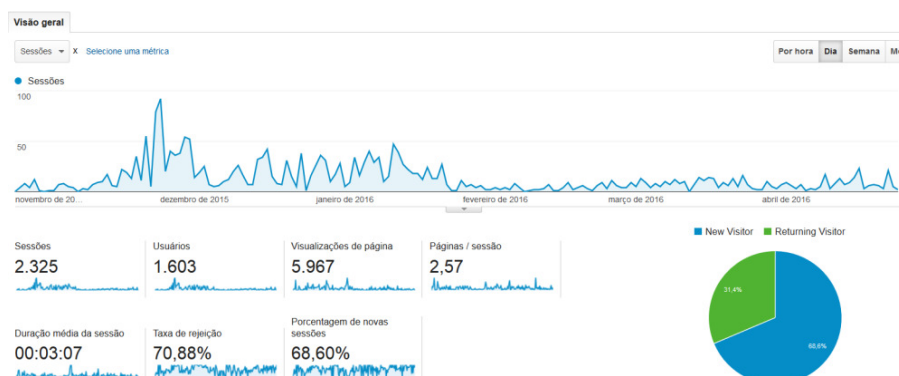 Visão geral
Sessões X Selecione uma métrica
Por hora Dia Semana
Sessões
100
50
novembro de 20... dezembro de 2015 janeiro de 2016 fevereiro de 2016 março de 2016 abril de 2016
New Visitor Returning Visitor
Sessões Usuários Visualizações de página Páginas / sessão
2.325 1.603 5.967 2,57
31,4%
68,6%
Duração média da sessão Taxa de rejeição Porcentagem de novas sessões
00:03:07 70,88% 68,60%